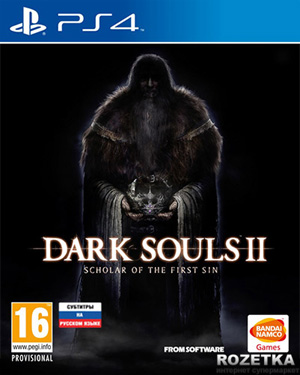 PS4
DARK SOULS II
SCHOLAR OF THE FIRST SIN
16
www.pegi.info
PROVISIONAL
СУБТИТРЫ
НА
РУССКОМ ЯЗЫКЕ
FROM SOFTWARE
BANDAI
NAMCO
Games
ROZETKA
интернет супермаркет